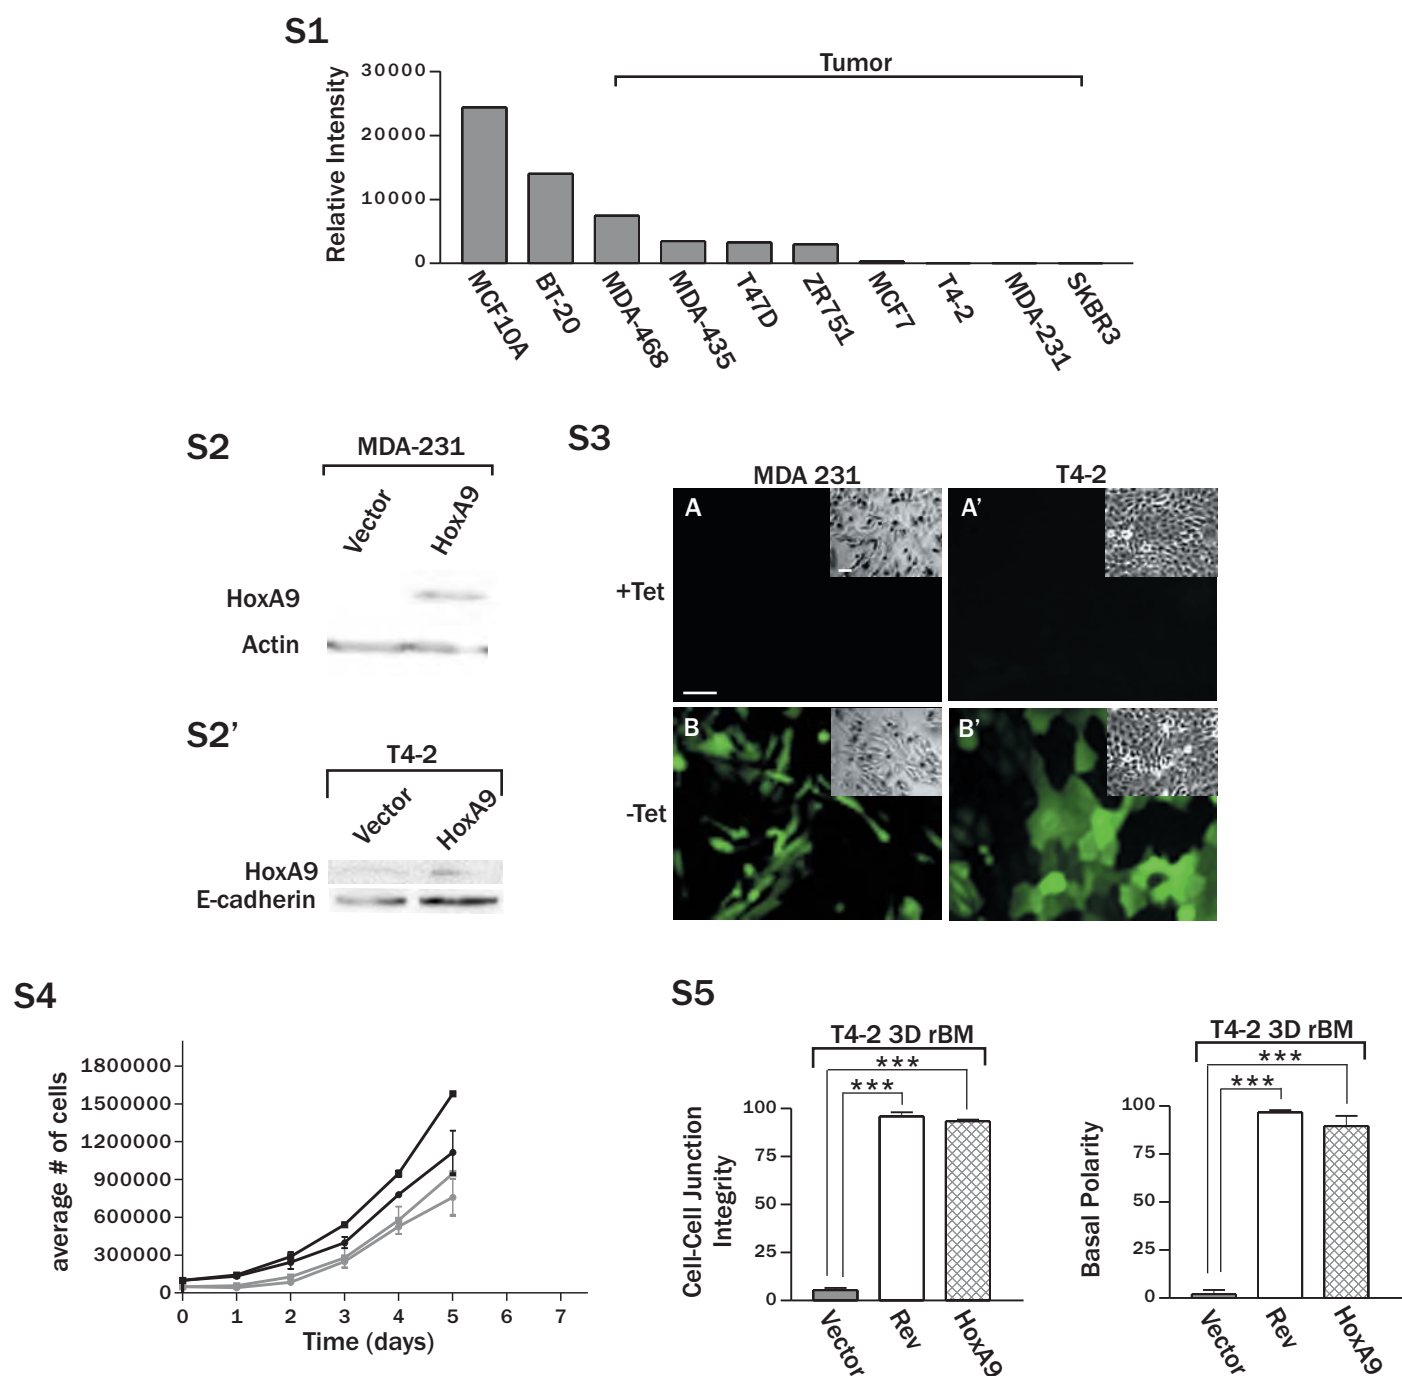 S1
Tumor
Relative Intensity
30000
20000
10000
0
MCF10A
BT-20
MDA-468
MDA-435
T47D
ZR751
MCF7
T4-2
MDA-231
SKBR3
S2
MDA-231
Vector
HoxA9
HoxA9
Actin
S2'
T4-2
Vector
HoxA9
HoxA9
E-cadherin
S3
MDA 231
T4-2
+Tet
A
A'
-Tet
B
B'
S4
average # of cells
1800000
1500000
1200000
900000
600000
300000
0
0 1 2 3 4 5 6 7
Time (days)
S5
T4-2 3D rBM
***
***
Cell-Cell Junction
Integrity
100
75
50
25
0
Vector
Rev
HoxA9
T4-2 3D rBM
***
***
Basal Polarity
100
75
50
25
0
Vector
Rev
HoxA9